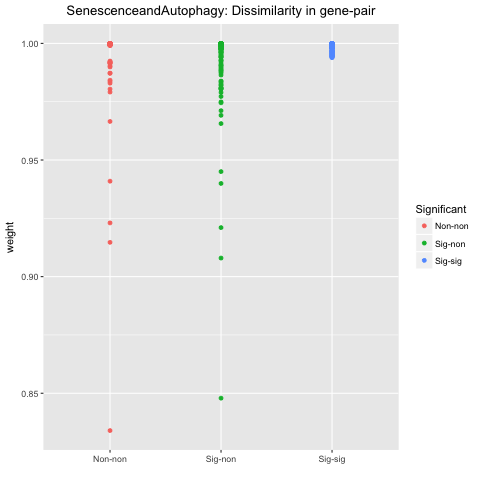 SenescenceandAutophagy: Dissimilarity in gene-pair
1.00
0.95
0.90
0.85
weight
Non-non
Sig-non
Sig-sig
Significant
Non-non
Sig-non
Sig-sig